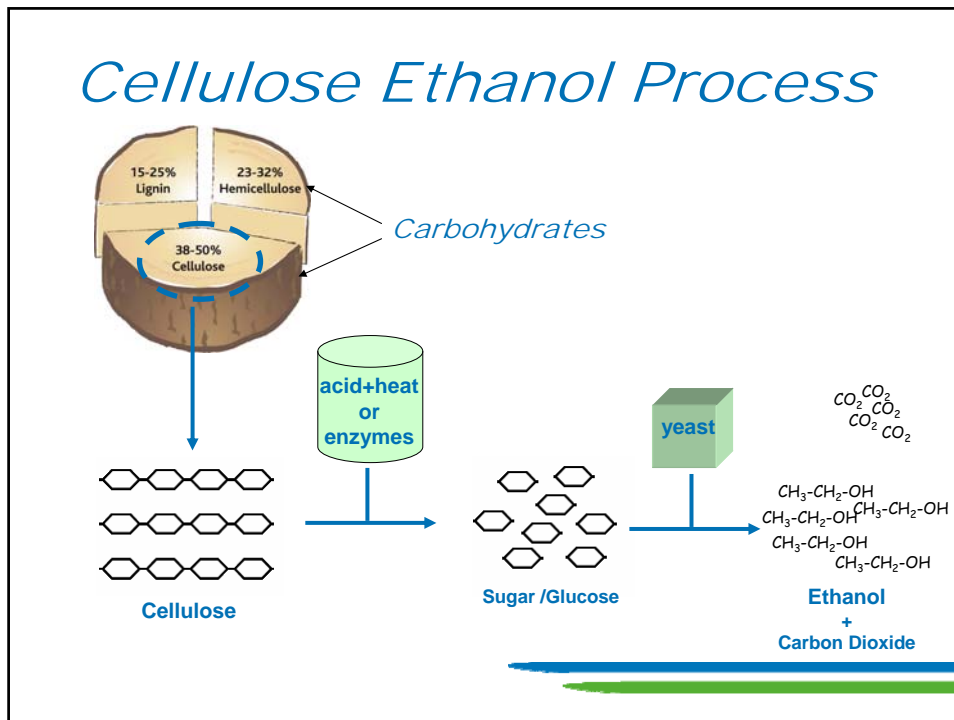 Cellulose Ethanol Process
15-25%
Lignin
23-32%
Hemicellulose
Carbohydrates
38-50%
Cellulose
acid+heat
or
enzymes
yeast
CO₂
CO₂
CO₂
CO₂
CO₂
CH₃-CH₂-OH
CH₃-CH₂-OH
CH₃-CH₂-OH
CH₃-CH₂-OH
CH₃-CH₂-OH
Cellulose
Sugar /Glucose
Ethanol
+
Carbon Dioxide